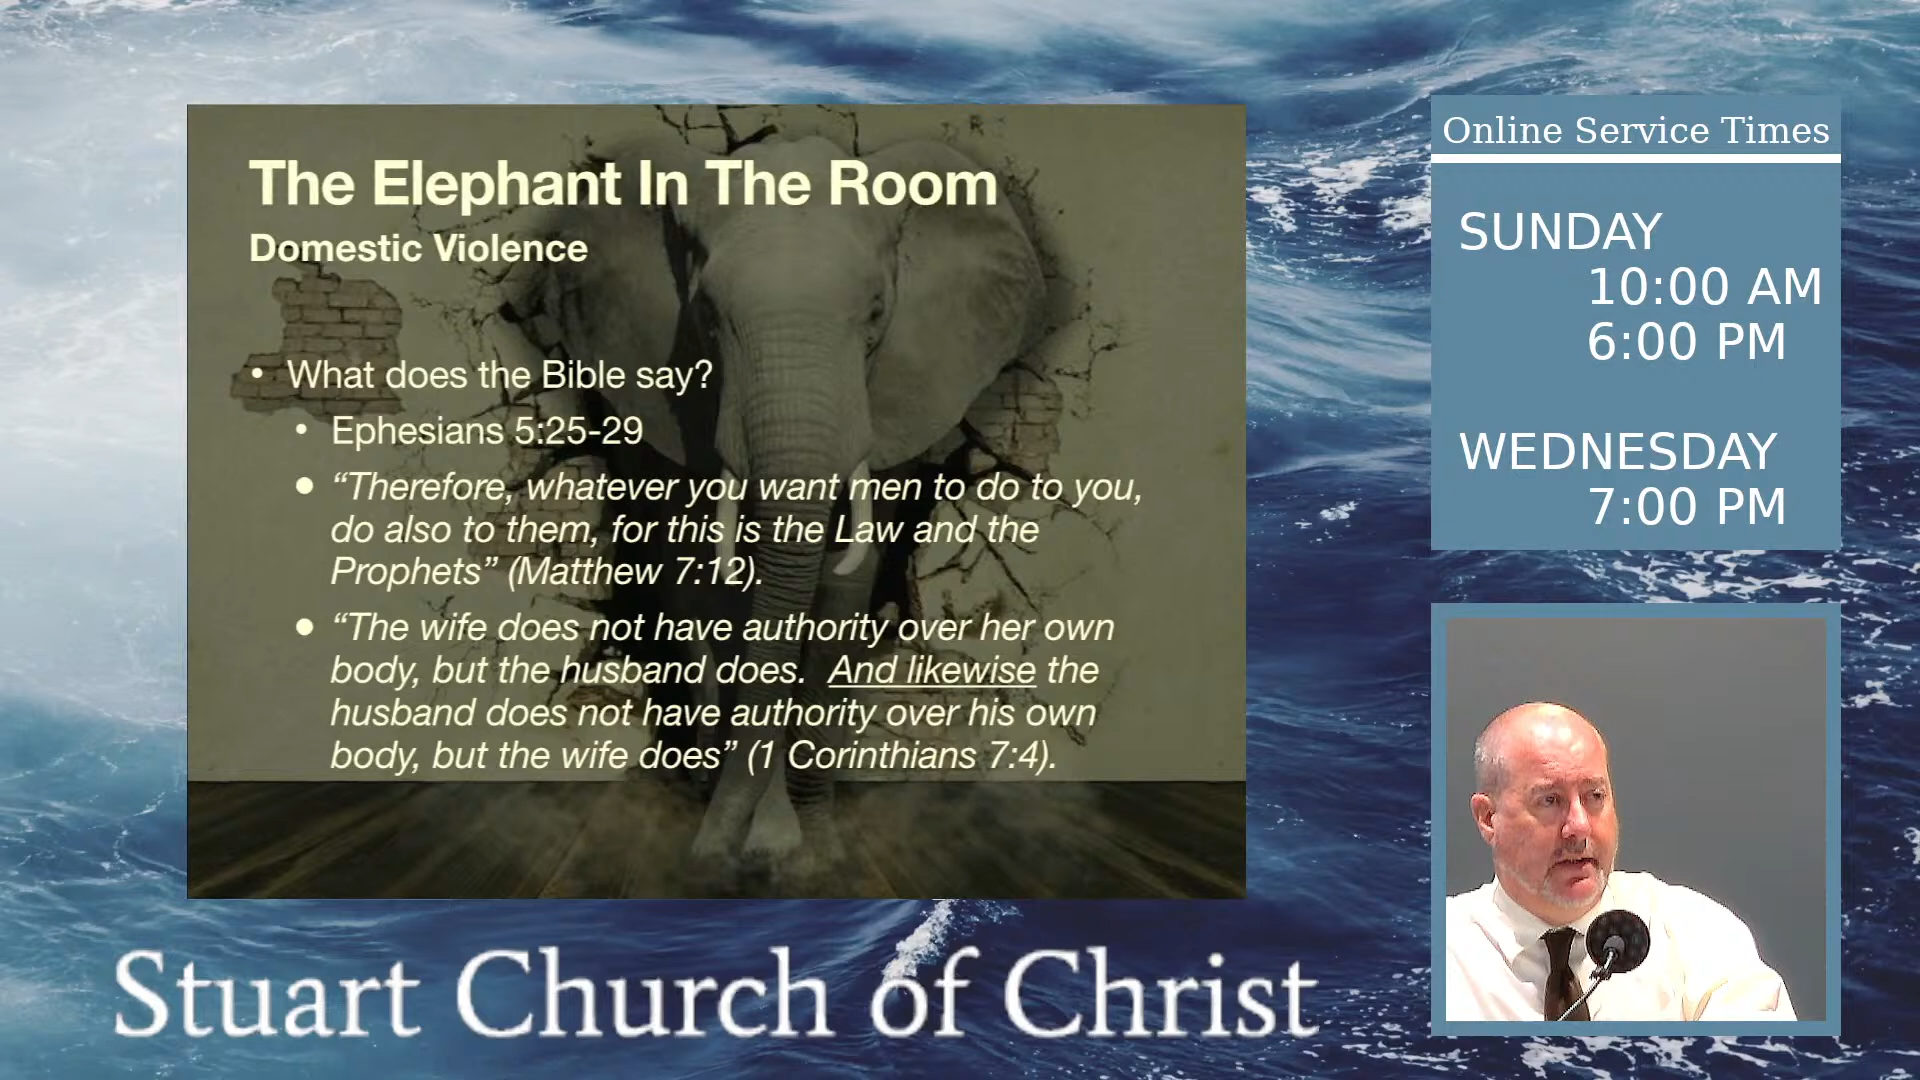 The Elephant In The Room
Domestic Violence
• What does the Bible say?
• Ephesians 5:25-29
• “Therefore, whatever you want men to do to you,
do also to them, for this is the Law and the
Prophets” (Matthew 7:12).
• “The wife does not have authority over her own
body, but the husband does.  And likewise the
husband does not have authority over his own
body, but the wife does” (1 Corinthians 7:4).
Online Service Times
SUNDAY
10:00 AM
6:00 PM
WEDNESDAY
7:00 PM
Stuart Church of Christ